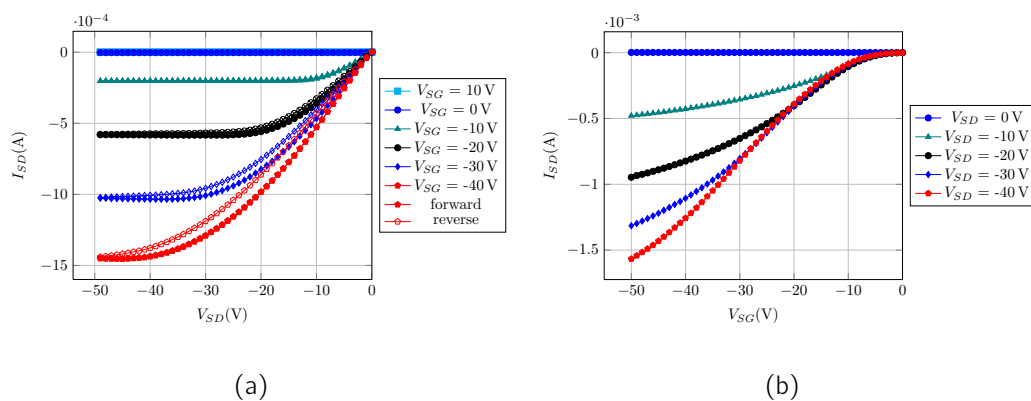 ·10⁻⁴
0
−5
−10
−15
I_SD(A)
−50 −40 −30 −20 −10 0
V_SD(V)
V_SG = 10 V
V_SG = 0 V
V_SG = -10 V
V_SG = -20 V
V_SG = -30 V
V_SG = -40 V
forward
reverse
(a)
·10⁻³
0
−0.5
−1
−1.5
I_SD(A)
−50 −40 −30 −20 −10 0
V_SG(V)
V_SD = 0 V
V_SD = -10 V
V_SD = -20 V
V_SD = -30 V
V_SD = -40 V
(b)